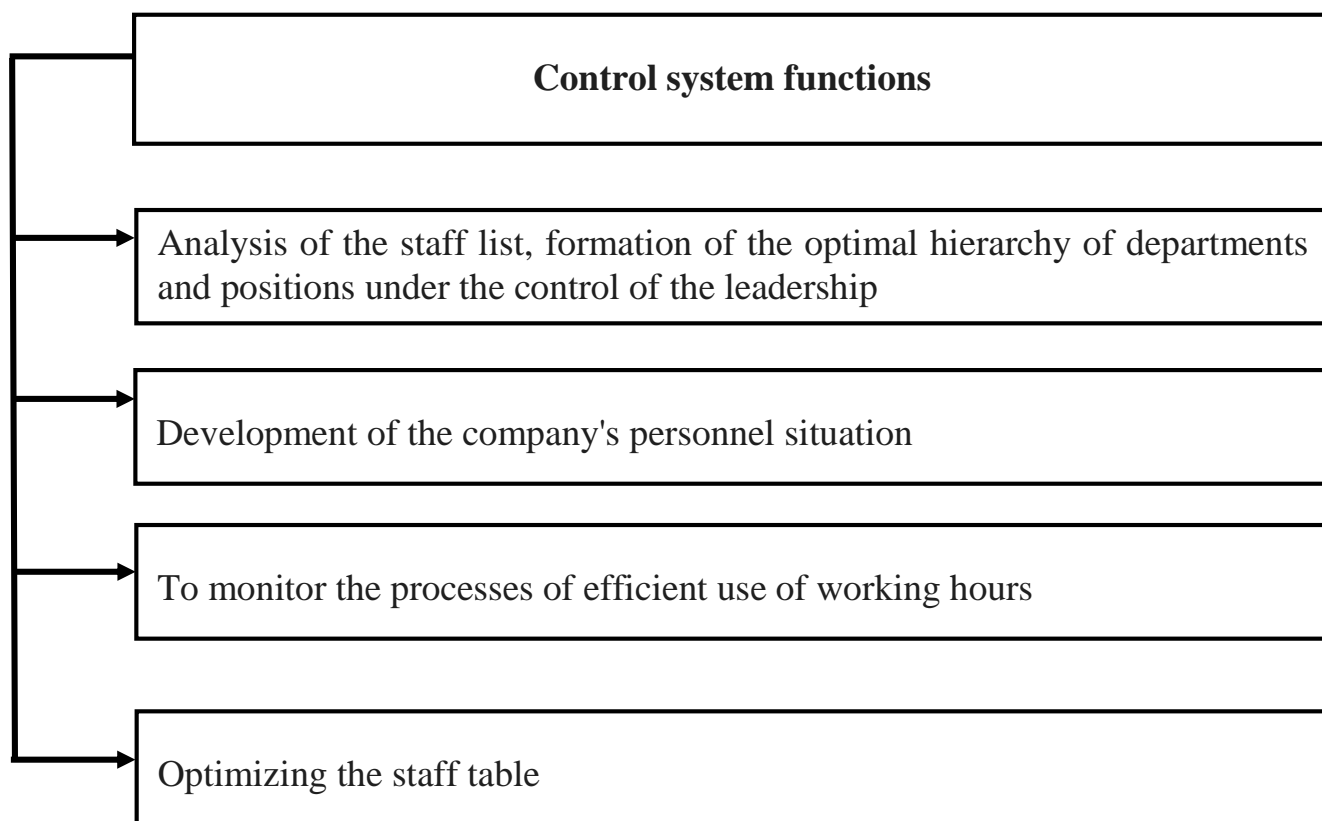 Control system functions
Analysis of the staff list, formation of the optimal hierarchy of departments
and positions under the control of the leadership
Development of the company's personnel situation
To monitor the processes of efficient use of working hours
Optimizing the staff table